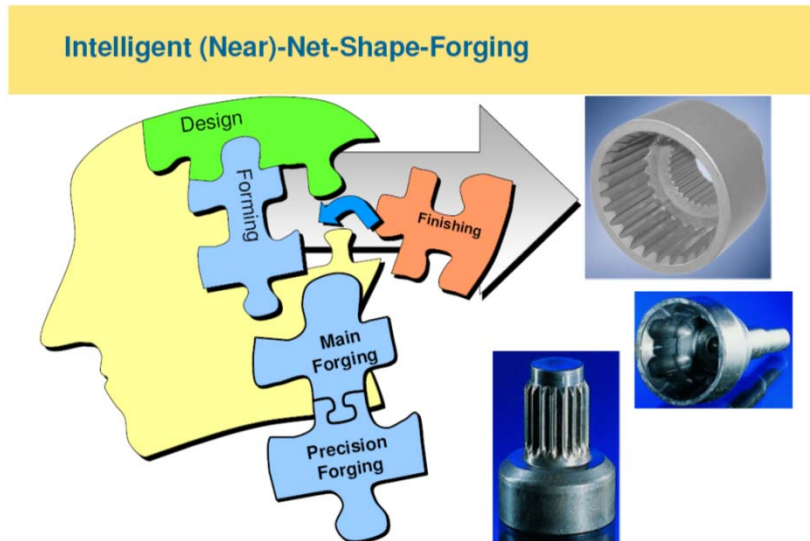 Intelligent (Near)-Net-Shape-Forging
Design
Forming
Finishing
Main
Forging
Precision
Forging